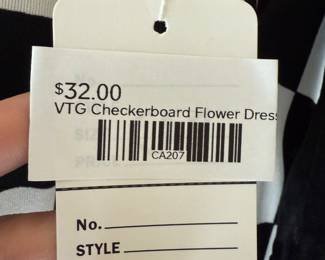 $32.00
VTG Checkerboard Flower Dress
CA207
No.
STYLE